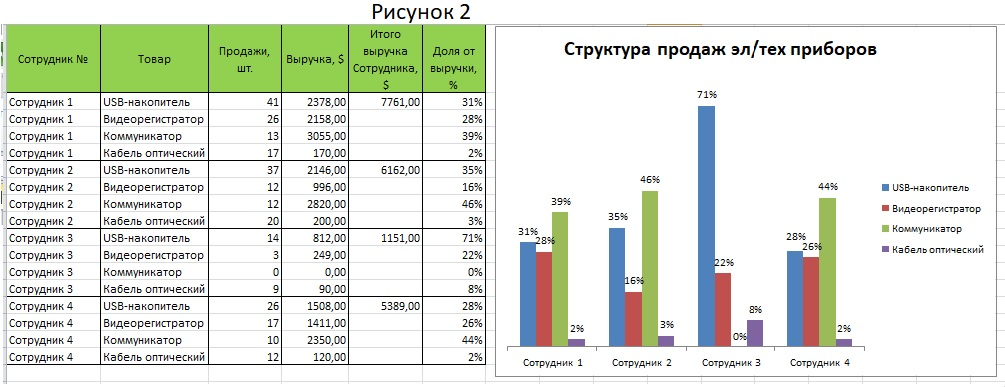 Рисунок 2
Сотрудник № Товар Продажи, шт. Выручка, $ Итого выручка Сотрудника, $ Доля от выручки, %
Сотрудник 1 USB-накопитель 41 2378,00 7761,00 31%
Сотрудник 1 Видеорегистратор 26 2158,00 28%
Сотрудник 1 Коммуникатор 13 3055,00 39%
Сотрудник 1 Кабель оптический 17 170,00 2%
Сотрудник 2 USB-накопитель 37 2146,00 6162,00 35%
Сотрудник 2 Видеорегистратор 12 996,00 16%
Сотрудник 2 Коммуникатор 12 2820,00 46%
Сотрудник 2 Кабель оптический 20 200,00 3%
Сотрудник 3 USB-накопитель 14 812,00 1151,00 71%
Сотрудник 3 Видеорегистратор 3 249,00 22%
Сотрудник 3 Коммуникатор 0 0,00 0%
Сотрудник 3 Кабель оптический 9 90,00 8%
Сотрудник 4 USB-накопитель 26 1508,00 5389,00 28%
Сотрудник 4 Видеорегистратор 17 1411,00 26%
Сотрудник 4 Коммуникатор 10 2350,00 44%
Сотрудник 4 Кабель оптический 12 120,00 2%
Структура продаж эл/тех приборов
31% 28% 39% 2%
35% 16% 46% 3%
71% 22% 0% 8%
28% 26% 44% 2%
Сотрудник 1 Сотрудник 2 Сотрудник 3 Сотрудник 4
USB-накопитель
Видеорегистратор
Коммуникатор
Кабель оптический